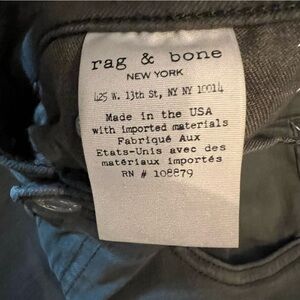 rag & bone
NEW YORK
425 W. 13th St, NY NY 10014
Made in the USA
with imported materials
Fabriqué Aux
Etats-Unis avec des
matériaux importés
RN # 108879